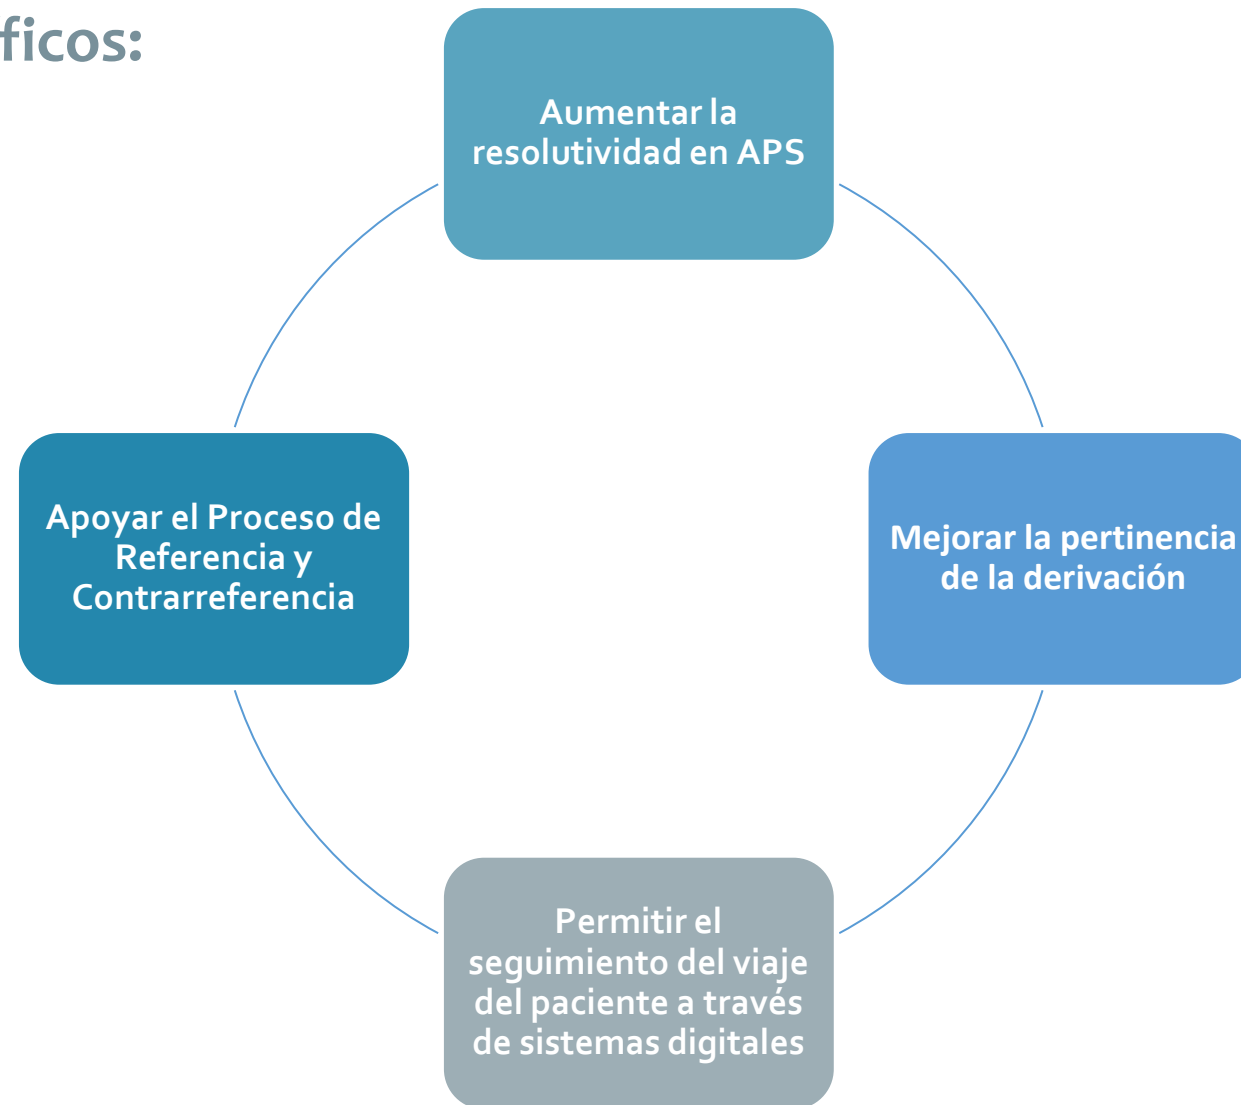 ficos:
Aumentar la
resolutividad en APS
Apoyar el Proceso de
Referencia y
Contrarreferencia
Mejorar la pertinencia
de la derivación
Permitir el
seguimiento del viaje
del paciente a través
de sistemas digitales